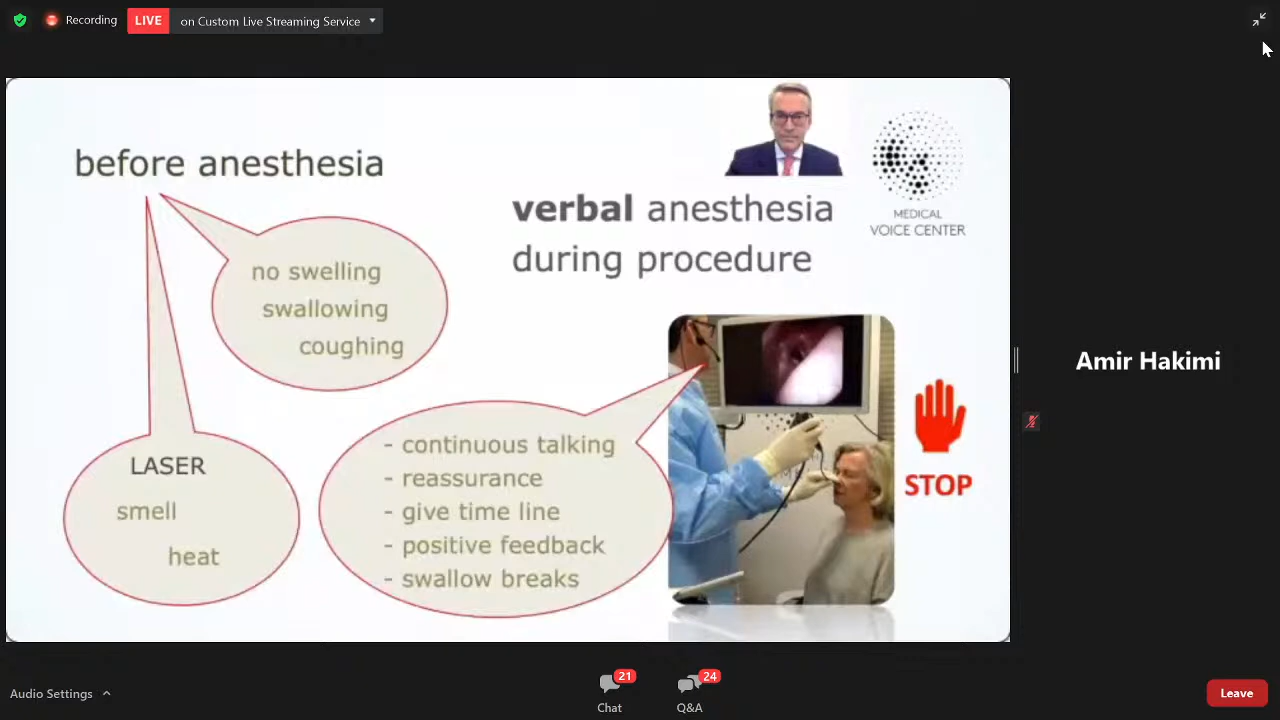 Recording
LIVE
on Custom Live Streaming Service
before anesthesia
verbal anesthesia
during procedure
MEDICAL
VOICE CENTER
no swelling
swallowing
coughing
LASER
smell
heat
- continuous talking
- reassurance
- give time line
- positive feedback
- swallow breaks
STOP
Amir Hakimi
Audio Settings
21
Chat
24
Q&A
Leave